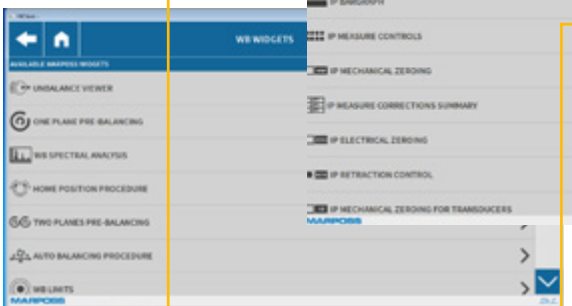 WB WIDGETS
AVAILABLE MARPOSS WIDGETS
UNBALANCE VIEWER
ONE PLANE PRE-BALANCING
WB SPECTRAL ANALYSIS
HOME POSITION PROCEDURE
TWO PLANES PRE-BALANCING
AUTO BALANCING PROCEDURE
WB LIMITS
MARPOSS
IP BARGRAPH
IP MEASURE CONTROLS
IP MECHANICAL ZEROING
IP MEASURE CORRECTIONS SUMMARY
IP ELECTRICAL ZEROING
IP RETRACTION CONTROL
IP MECHANICAL ZEROING FOR TRANSDUCERS
MARPOSS